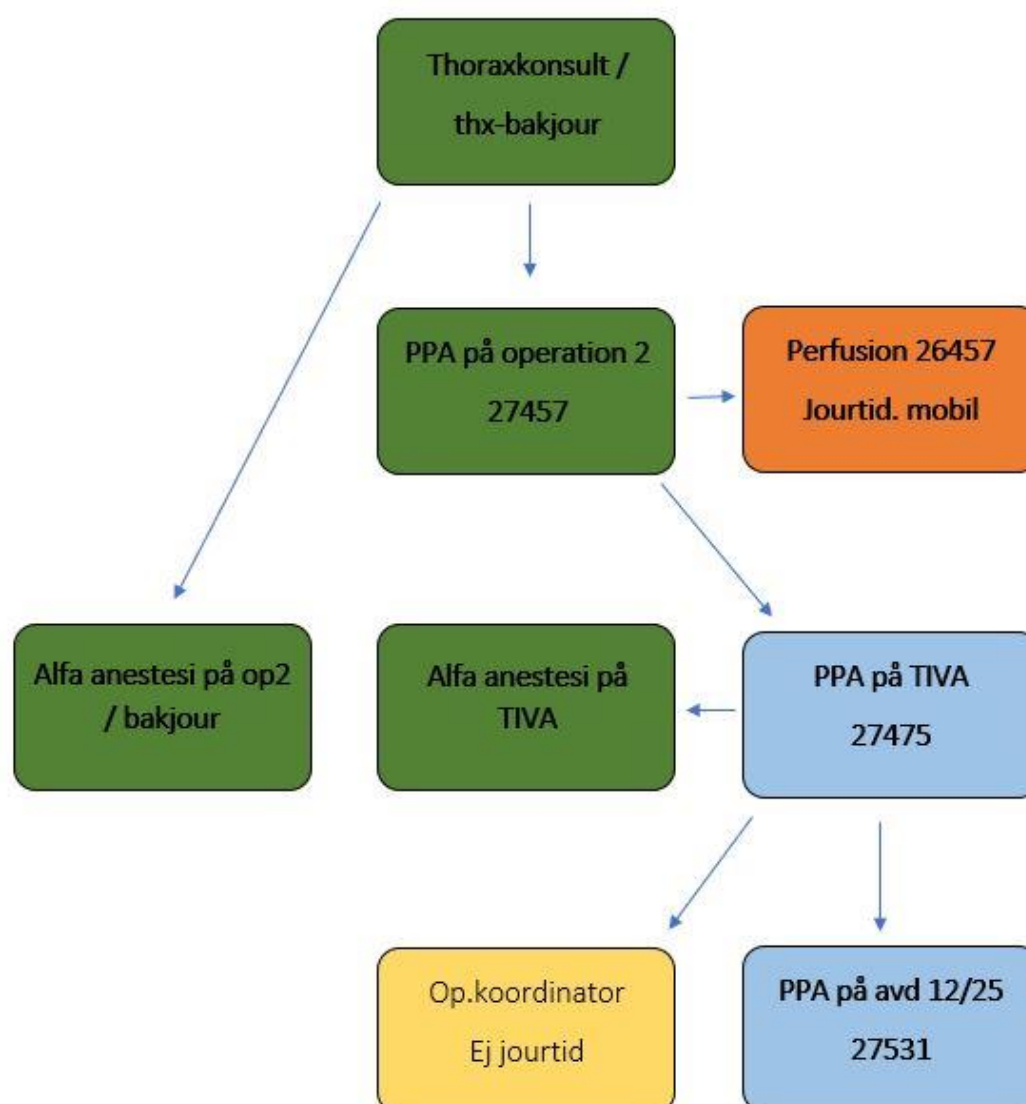 Thoraxkonsult /
thx-bakjour
PPA på operation 2
27457
Perfusion 26457
Jourtid. mobil
Alfa anestesi på op2
/ bakjour
Alfa anestesi på
TIVA
PPA på TIVA
27475
Op.koordinator
Ej jourtid
PPA på avd 12/25
27531